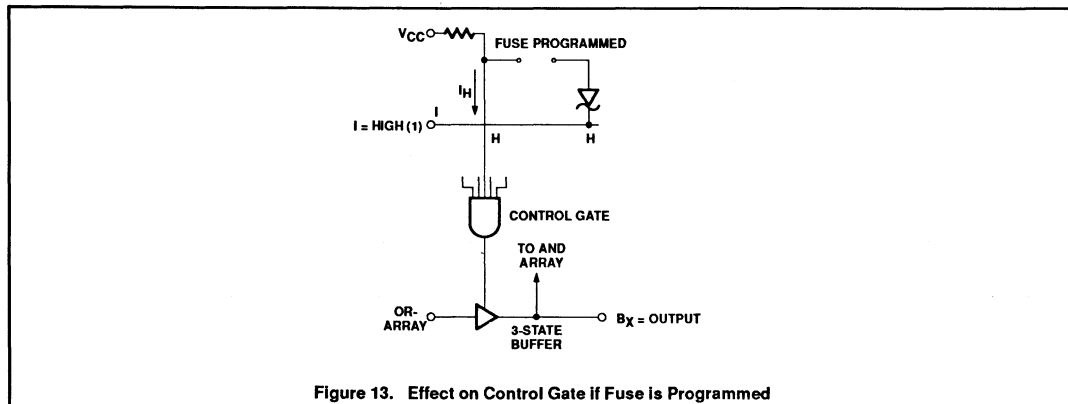 VCC
FUSE PROGRAMMED
IH
I
I = HIGH (1)
H
H
CONTROL GATE
TO AND
ARRAY
OR-
ARRAY
3-STATE
BUFFER
BX = OUTPUT
Figure 13. Effect on Control Gate if Fuse is Programmed